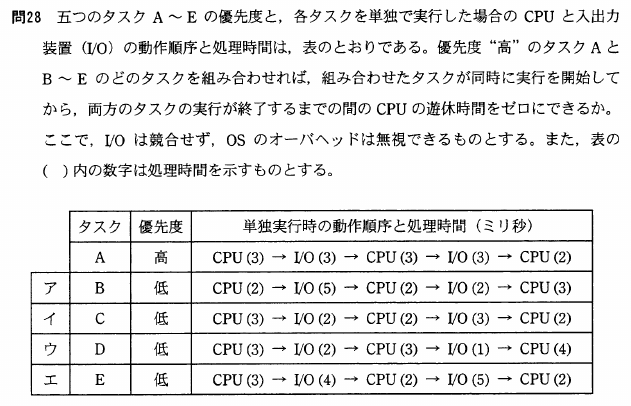 問28 五つのタスク A ～ E の優先度と，各タスクを単独で実行した場合の CPU と入出力
装置（I/O）の動作順序と処理時間は，表のとおりである。優先度“高”のタスク A と
B ～ E のどのタスクを組み合わせれば，組み合わせたタスクが同時に実行を開始して
から，両方のタスクの実行が終了するまでの間の CPU の遊休時間をゼロにできるか。
ここで，I/O は競合せず，OS のオーバヘッドは無視できるものとする。また，表の
（ ）内の数字は処理時間を示すものとする。
タスク 優先度 単独実行時の動作順序と処理時間（ミリ秒）
A 高 CPU (3) → I/O (3) → CPU (3) → I/O (3) → CPU (2)
ア B 低 CPU (2) → I/O (5) → CPU (2) → I/O (2) → CPU (3)
イ C 低 CPU (3) → I/O (2) → CPU (2) → I/O (3) → CPU (2)
ウ D 低 CPU (3) → I/O (2) → CPU (3) → I/O (1) → CPU (4)
エ E 低 CPU (3) → I/O (4) → CPU (2) → I/O (5) → CPU (2)